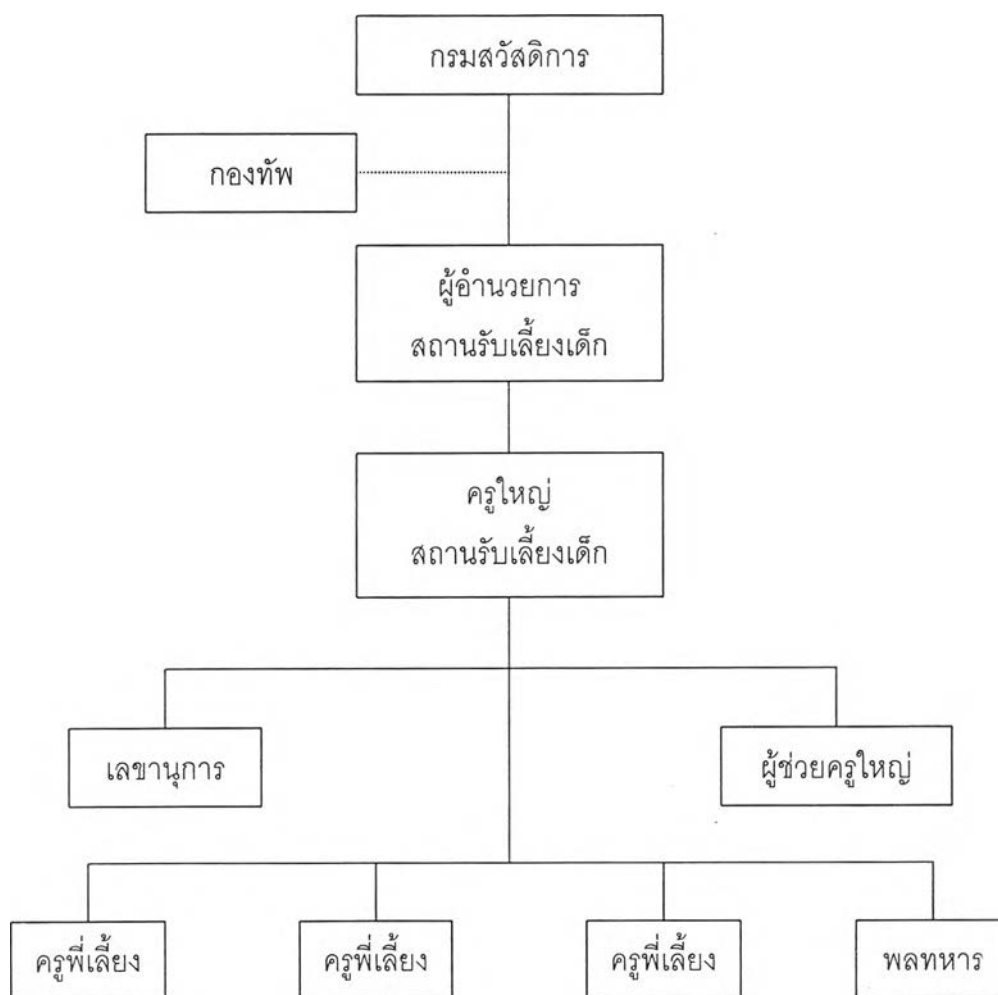 กรมสวัสดิการ
กองทัพ
ผู้อำนวยการ
สถานรับเลี้ยงเด็ก
ครูใหญ่
สถานรับเลี้ยงเด็ก
เลขานุการ
ผู้ช่วยครูใหญ่
ครูพี่เลี้ยง
ครูพี่เลี้ยง
ครูพี่เลี้ยง
พลทหาร